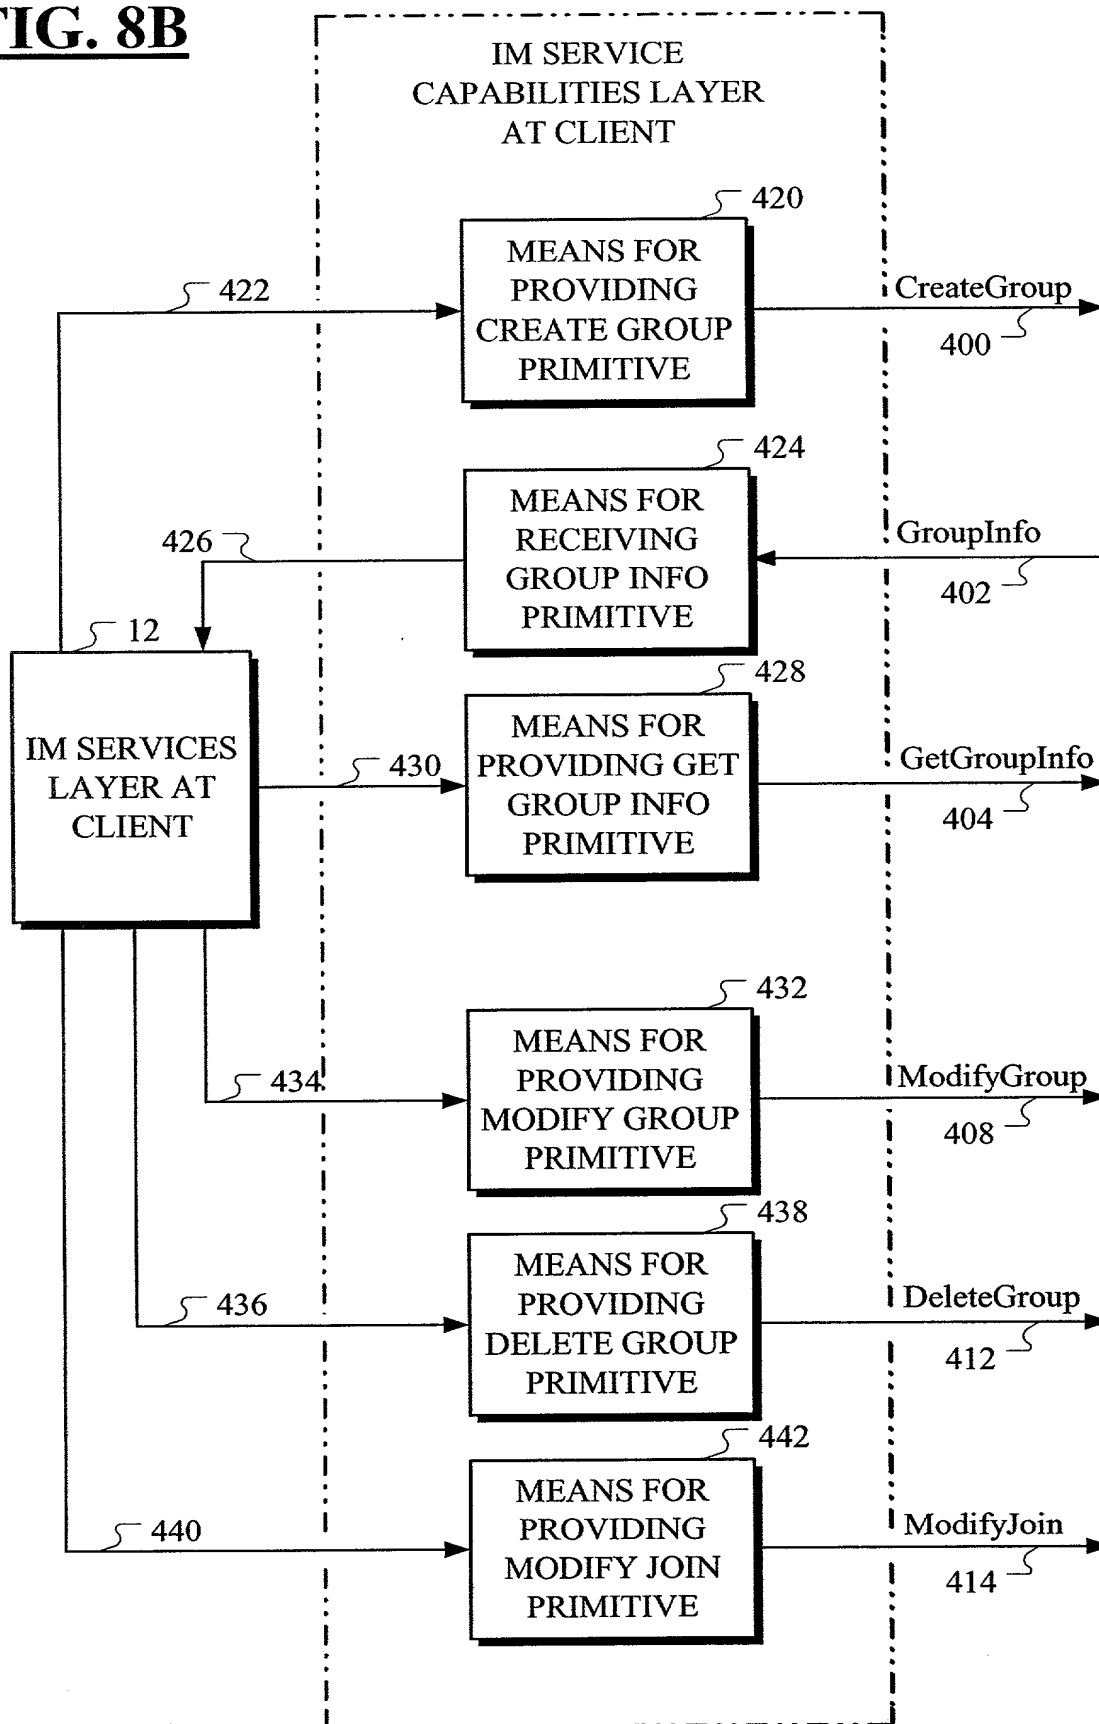 FIG. 8B
IM SERVICE
CAPABILITIES LAYER
AT CLIENT
420
MEANS FOR
PROVIDING
CREATE GROUP
PRIMITIVE
422
CreateGroup
400
424
MEANS FOR
RECEIVING
GROUP INFO
PRIMITIVE
426
GroupInfo
402
12
IM SERVICES
LAYER AT
CLIENT
428
MEANS FOR
PROVIDING GET
GROUP INFO
PRIMITIVE
430
GetGroupInfo
404
432
MEANS FOR
PROVIDING
MODIFY GROUP
PRIMITIVE
434
ModifyGroup
408
438
MEANS FOR
PROVIDING
DELETE GROUP
PRIMITIVE
436
DeleteGroup
412
442
MEANS FOR
PROVIDING
MODIFY JOIN
PRIMITIVE
440
ModifyJoin
414